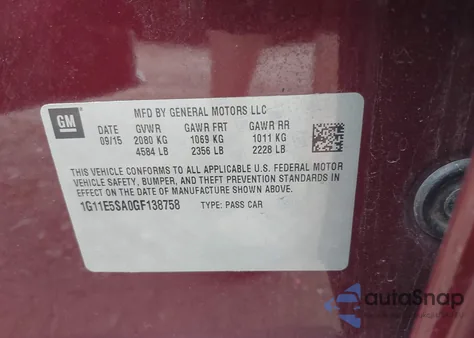 GM
MFD BY GENERAL MOTORS LLC
DATE GVWR GAWR FRT GAWR RR
09/15 2080 KG 1069 KG 1011 KG
4584 LB 2356 LB 2228 LB
THIS VEHICLE CONFORMS TO ALL APPLICABLE U.S. FEDERAL MOTOR
VEHICLE SAFETY, BUMPER, AND THEFT PREVENTION STANDARDS IN
EFFECT ON THE DATE OF MANUFACTURE SHOWN ABOVE.
1G11E5SA0GF138758 TYPE: PASS CAR
autoSnap